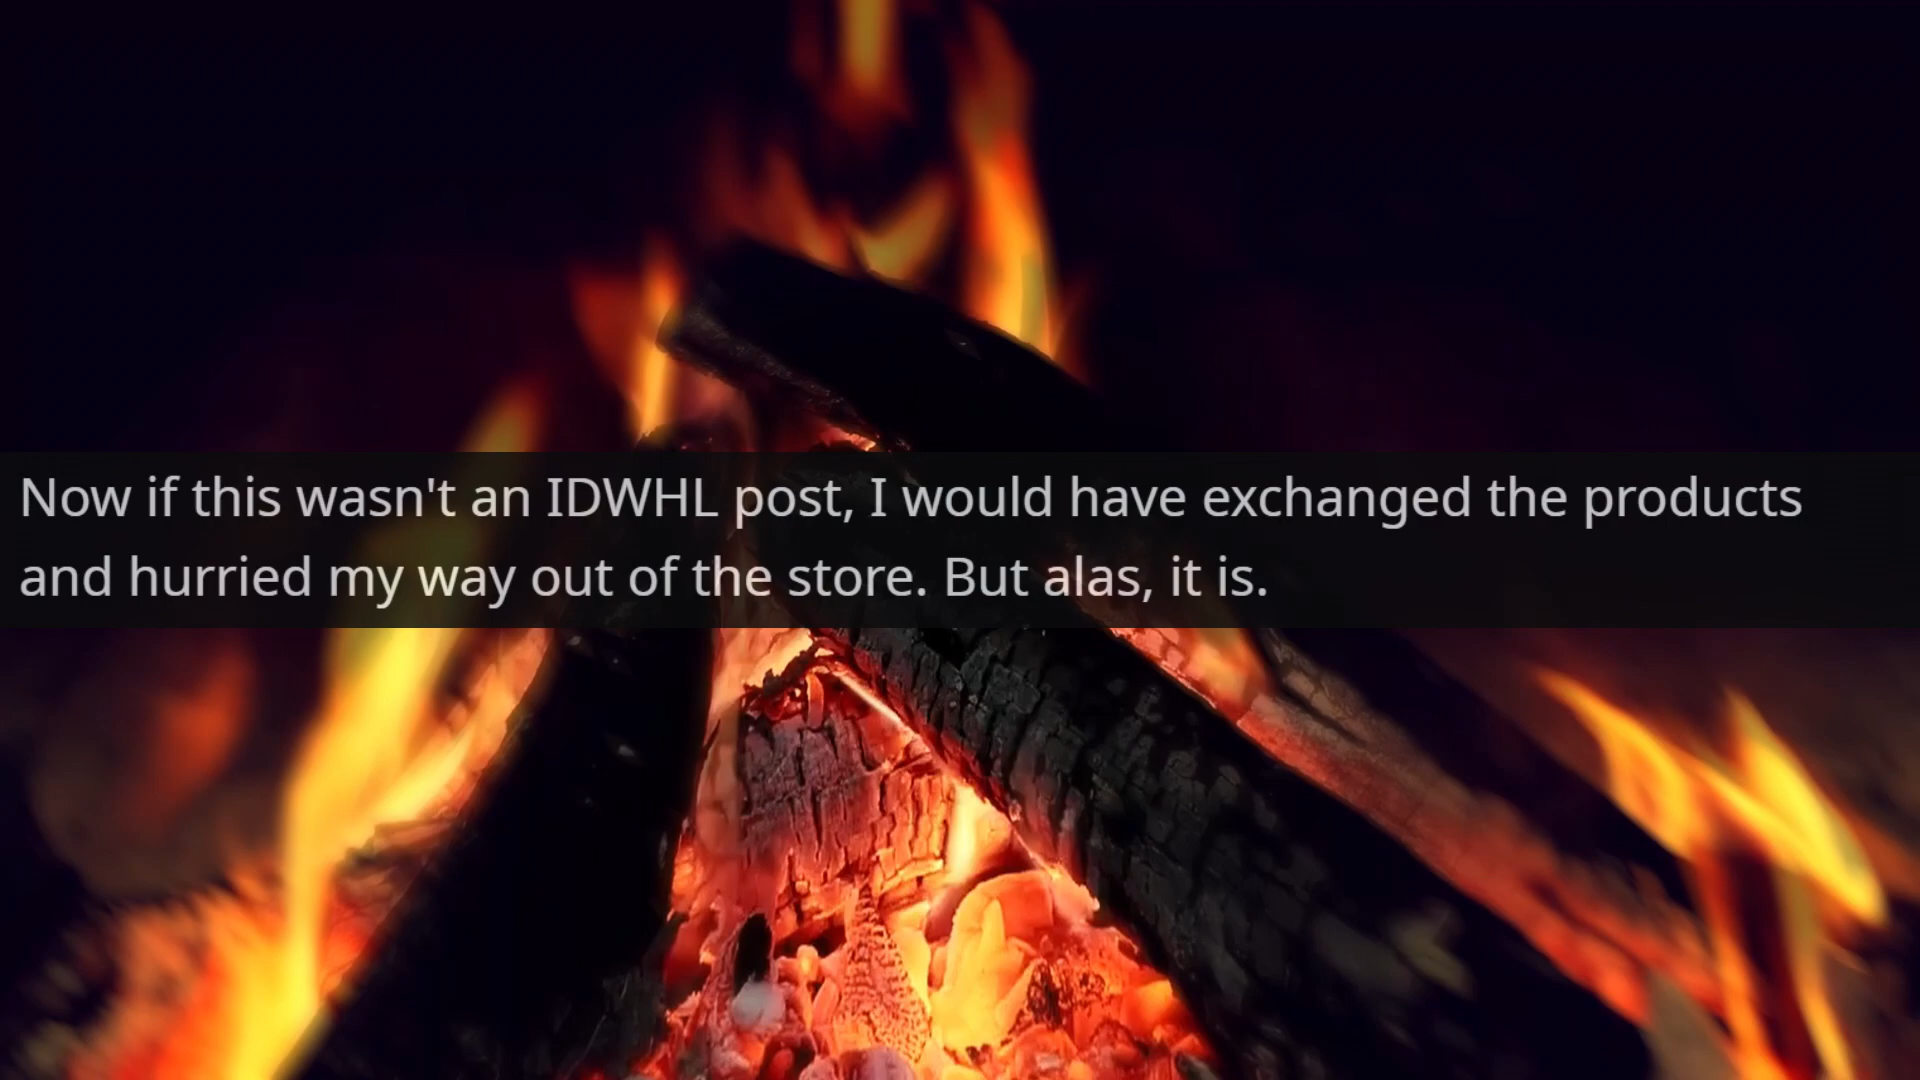 Now if this wasn't an IDWHL post, I would have exchanged the products
and hurried my way out of the store. But alas, it is.